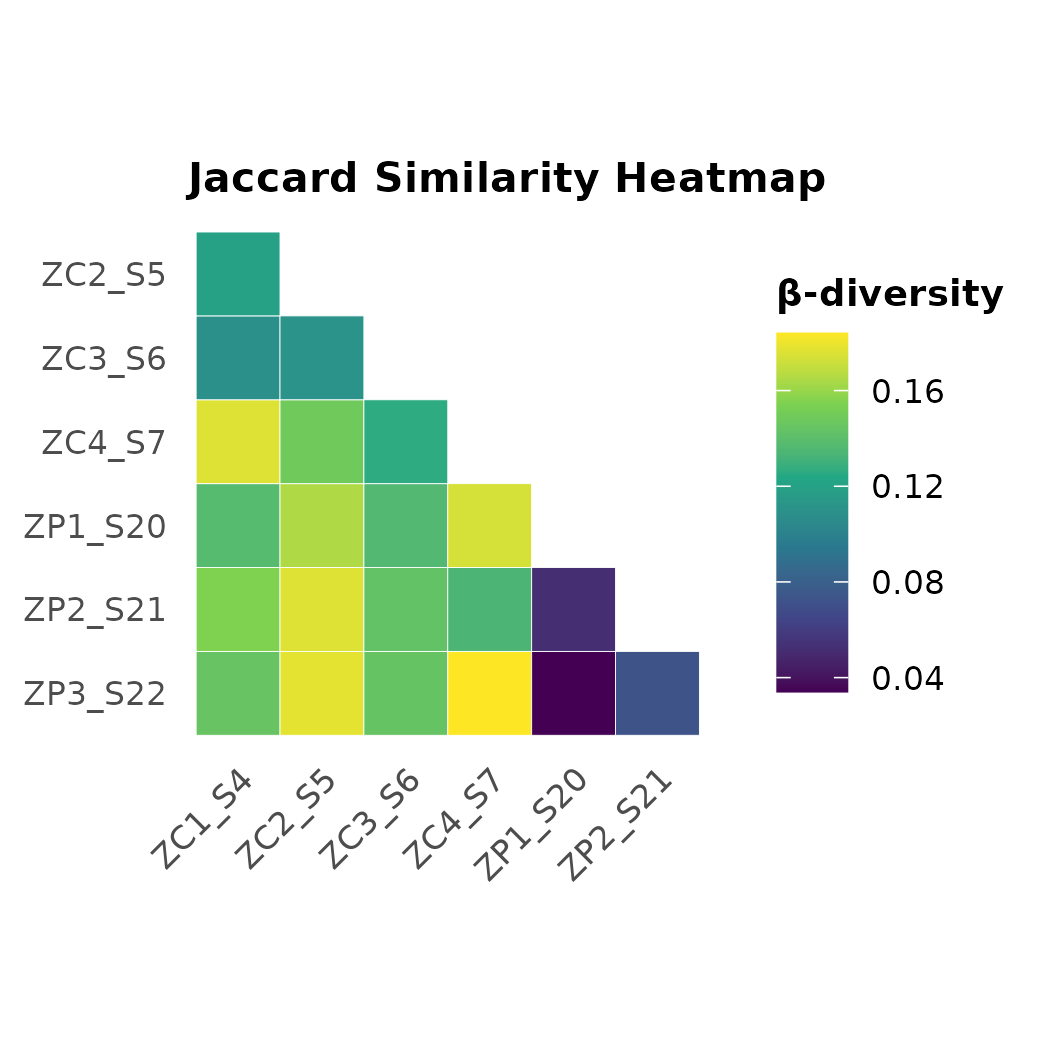 Jaccard Similarity Heatmap
ZC2_S5
ZC3_S6
ZC4_S7
ZP1_S20
ZP2_S21
ZP3_S22
ZC1_S4
ZC2_S5
ZC3_S6
ZC4_S7
ZP1_S20
ZP2_S21
β-diversity
0.16
0.12
0.08
0.04